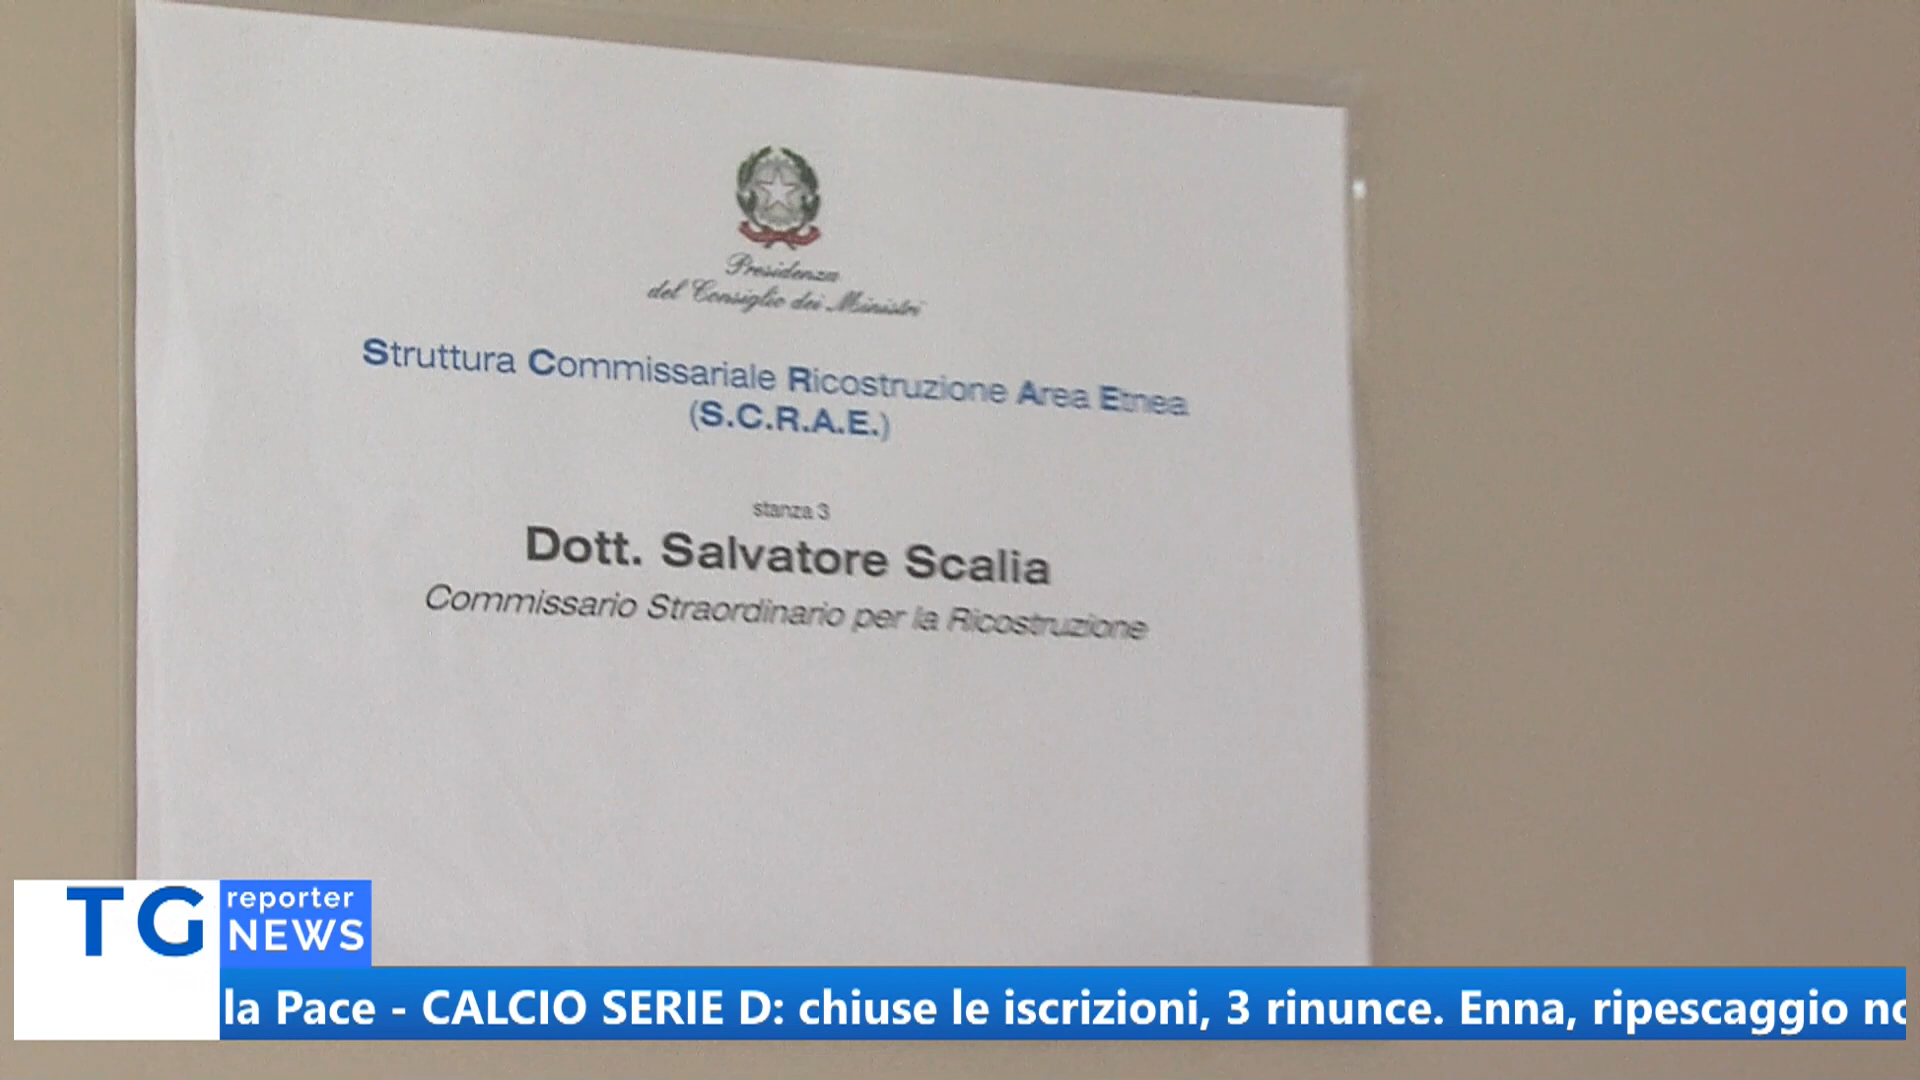 Presidenza
del Consiglio dei Ministri
Struttura Commissariale Ricostruzione Area Etnea
(S.C.R.A.E.)
stanza 3
Dott. Salvatore Scalia
Commissario Straordinario per la Ricostruzione
TG reporter
NEWS
la Pace - CALCIO SERIE D: chiuse le iscrizioni, 3 rinunce. Enna, ripescaggio